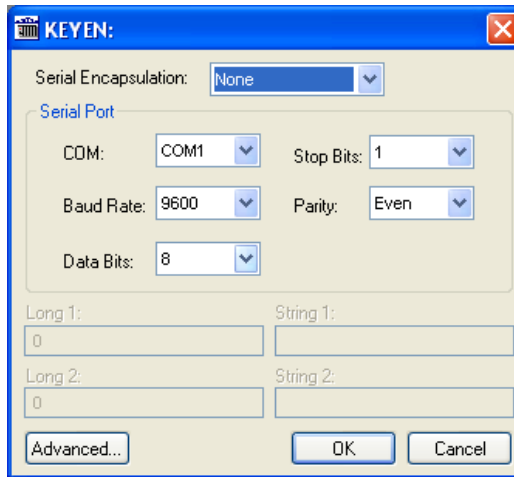 KEYEN:
Serial Encapsulation: None
Serial Port
COM: COM1 Stop Bits: 1
Baud Rate: 9600 Parity: Even
Data Bits: 8
Long 1: String 1:
0
Long 2: String 2:
0
Advanced... OK Cancel